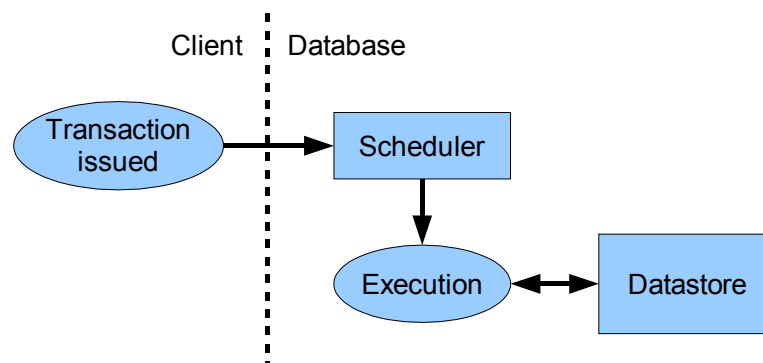 Client
Database
Transaction
issued
Scheduler
Execution
Datastore